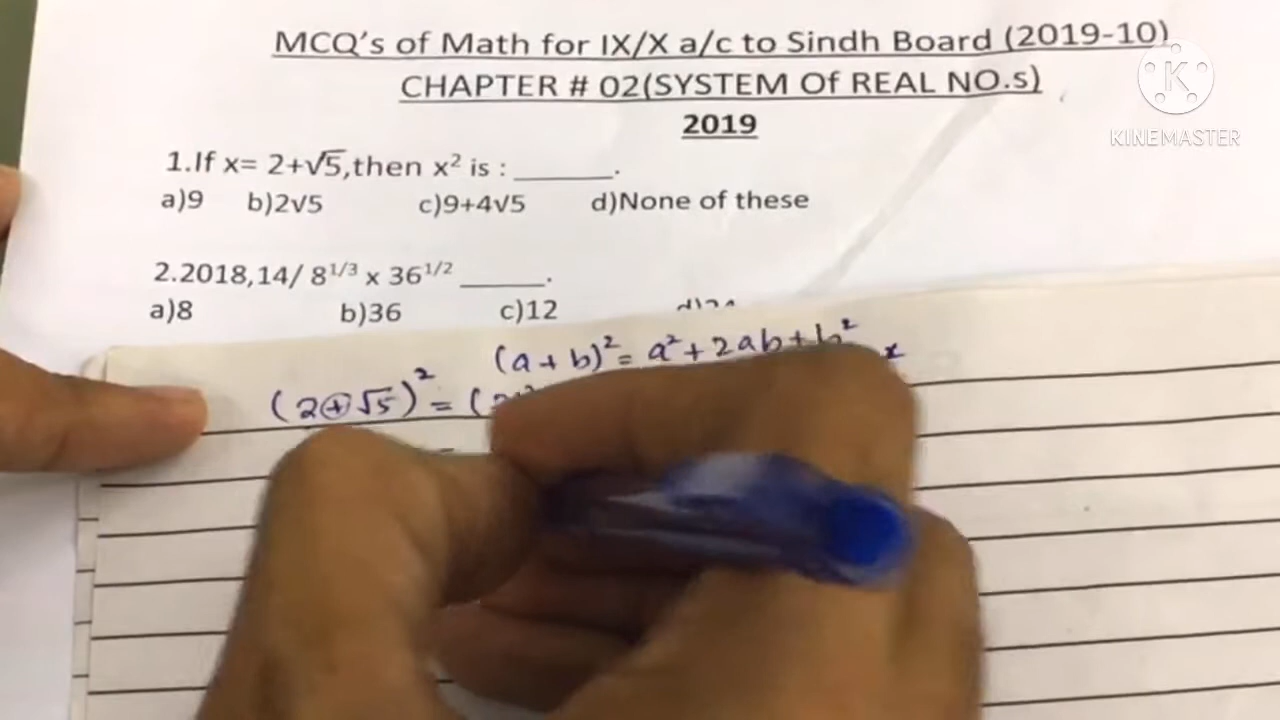 MCQ's of Math for IX/X a/c to Sindh Board (2019-10)
CHAPTER # 02(SYSTEM Of REAL NO.s)
K
KINEMASTER
2019
1.If x= 2+√5,then x² is : ______.
a)9 b)2√5 c)9+4√5 d)None of these
2.2018,14/ 8^1/3 x 36^1/2 ______.
a)8 b)36 c)12
(a + b)² = a² + 2ab + b²
(2+√5)² = (2